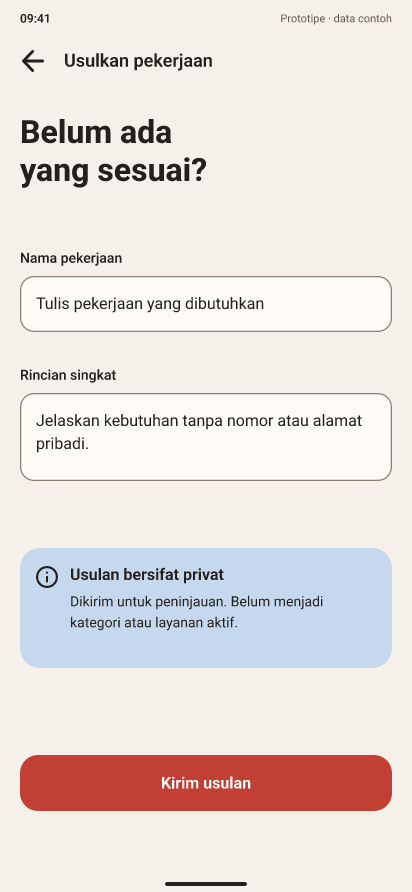 09:41
Prototipe · data contoh
Usulkan pekerjaan
Belum ada
yang sesuai?
Nama pekerjaan
Tulis pekerjaan yang dibutuhkan
Rincian singkat
Jelaskan kebutuhan tanpa nomor atau alamat
pribadi.
Usulan bersifat privat
Dikirim untuk peninjauan. Belum menjadi
kategori atau layanan aktif.
Kirim usulan